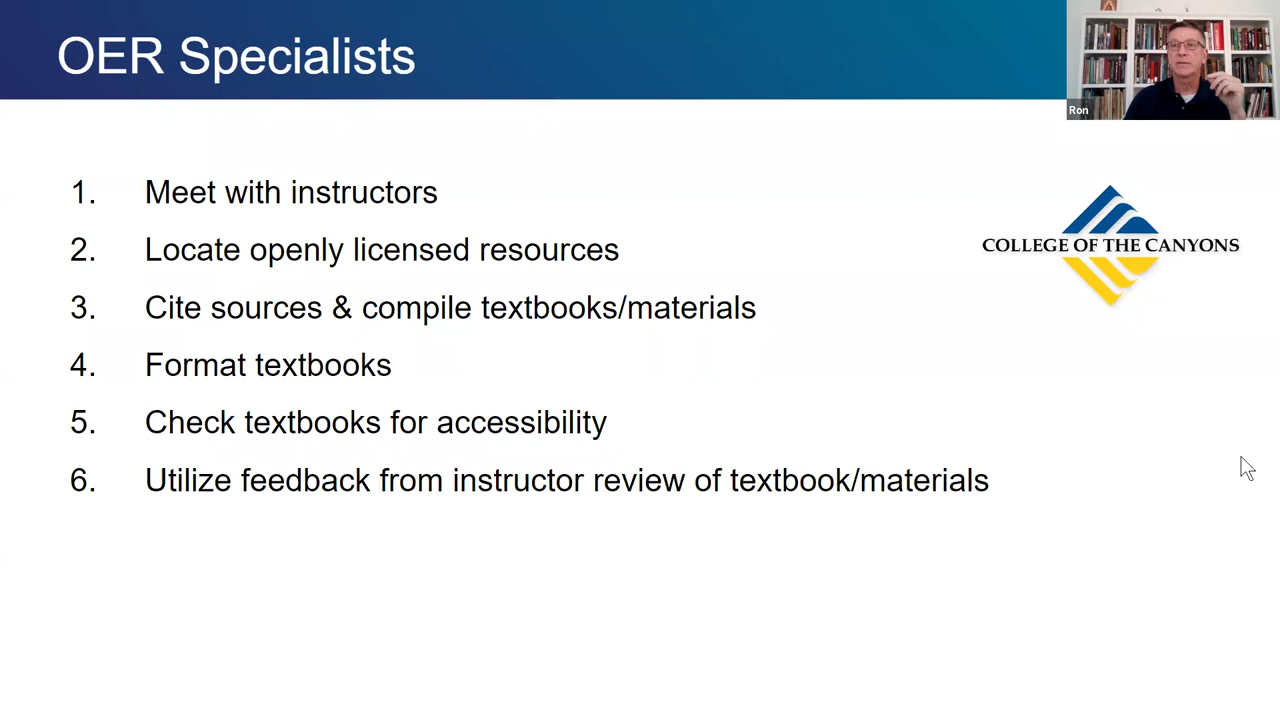 OER Specialists
Ron
1. Meet with instructors
2. Locate openly licensed resources
3. Cite sources & compile textbooks/materials
4. Format textbooks
5. Check textbooks for accessibility
6. Utilize feedback from instructor review of textbook/materials
COLLEGE OF THE CANYONS